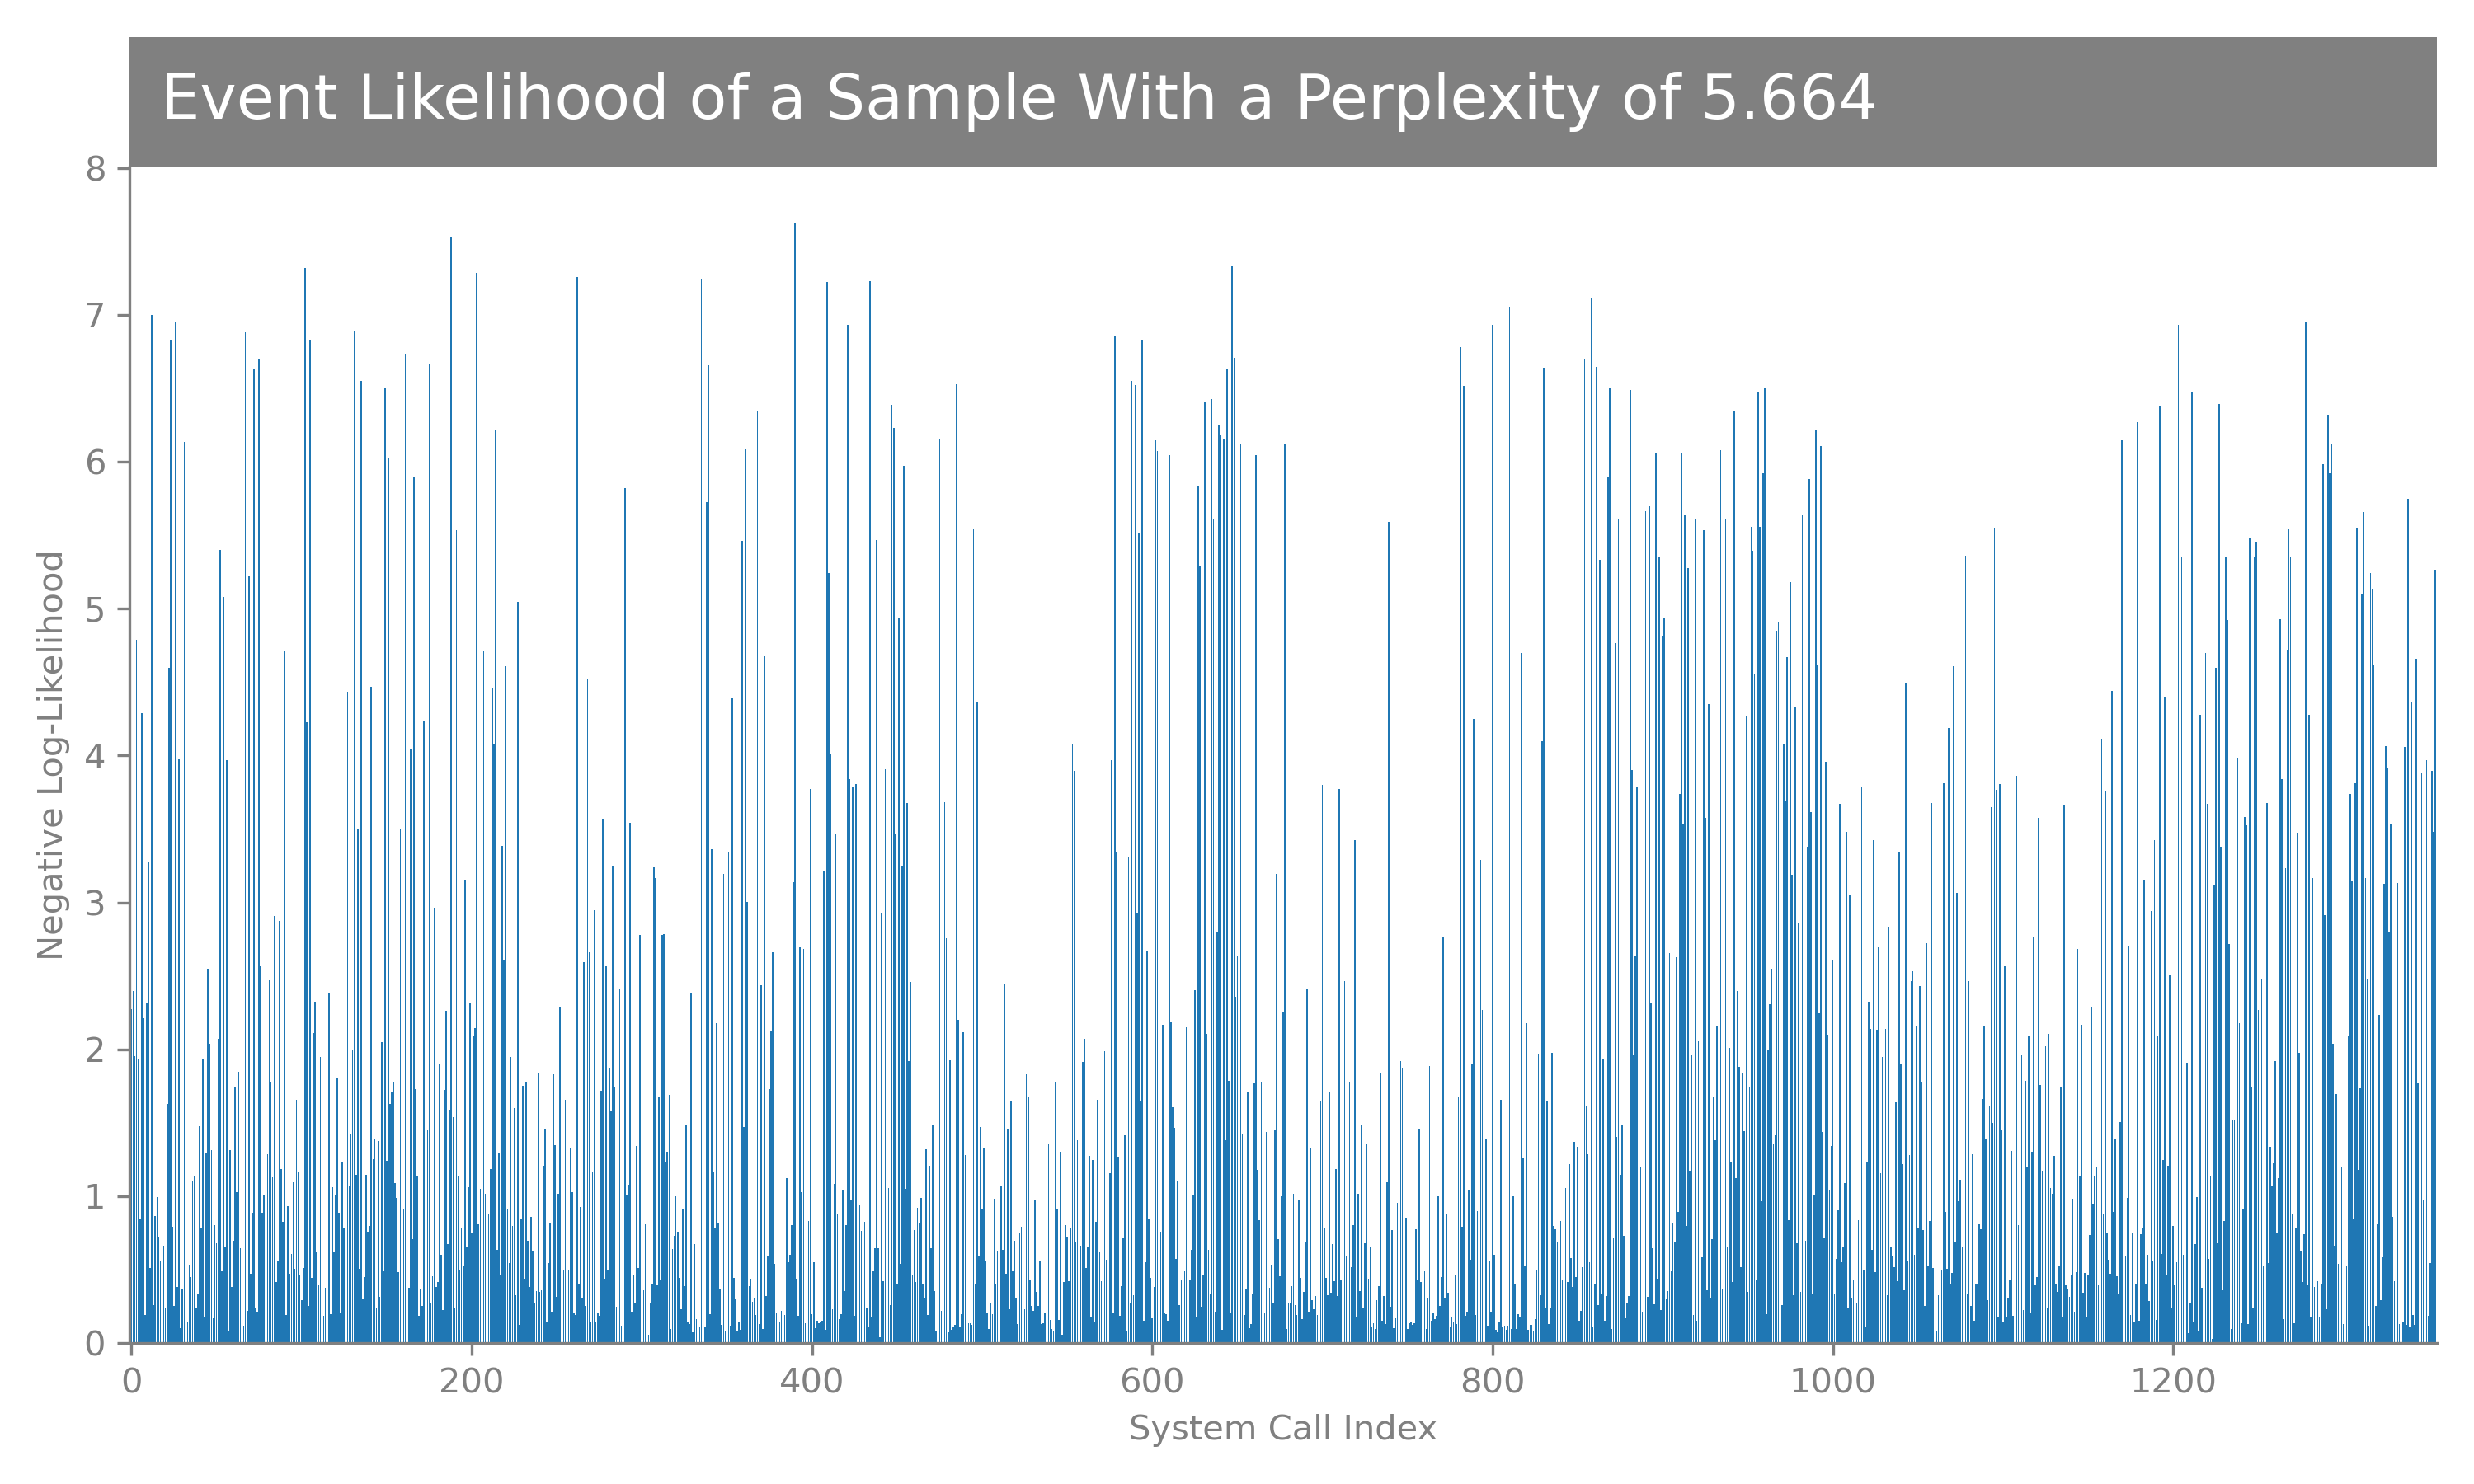 Event Likelihood of a Sample With a Perplexity of 5.664
8
7
6
5
4
3
2
1
0
Negative Log-Likelihood
0 200 400 600 800 1000 1200
System Call Index